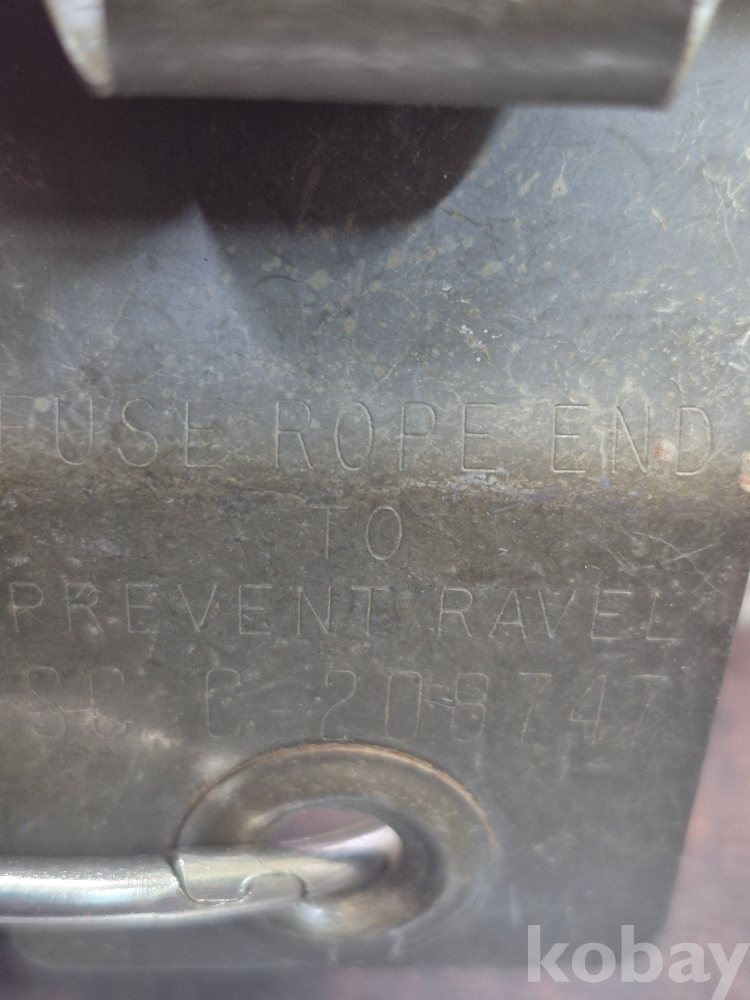 FUSE ROPE END
TO
PREVENT RAVEL
SC C-208747
kobay